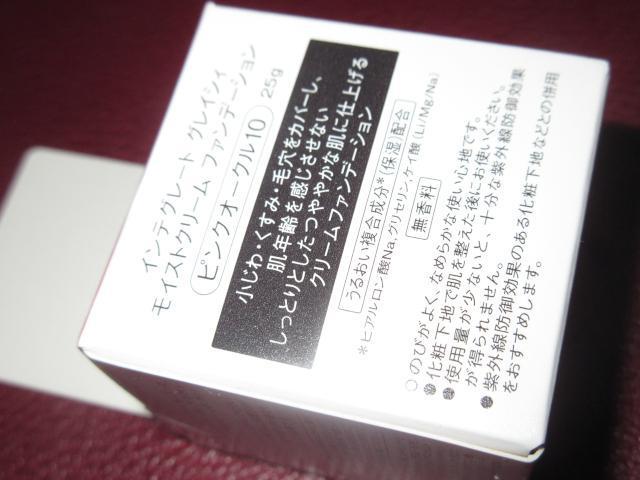 インテグレート グレイシィ
モイストクリーム ファンデーション
ピンクオークル10 25g
小じわ・くすみ・毛穴をカバーし、
肌年齢を感じさせない
しっとりとしたつややかな肌に仕上げる
クリームファンデーション
うるおい複合成分*(保湿)配合
*ヒアルロン酸Na、グリセリン、ケイ酸(Li/Mg/Na)
無香料
○のびがよく、なめらかな使い心地です。
●化粧下地で肌を整えた後にお使いください。
●使用量が少ないと、十分な紫外線防御効果
が得られません。
●紫外線防御効果のある化粧下地などとの併用
をおすすめします。